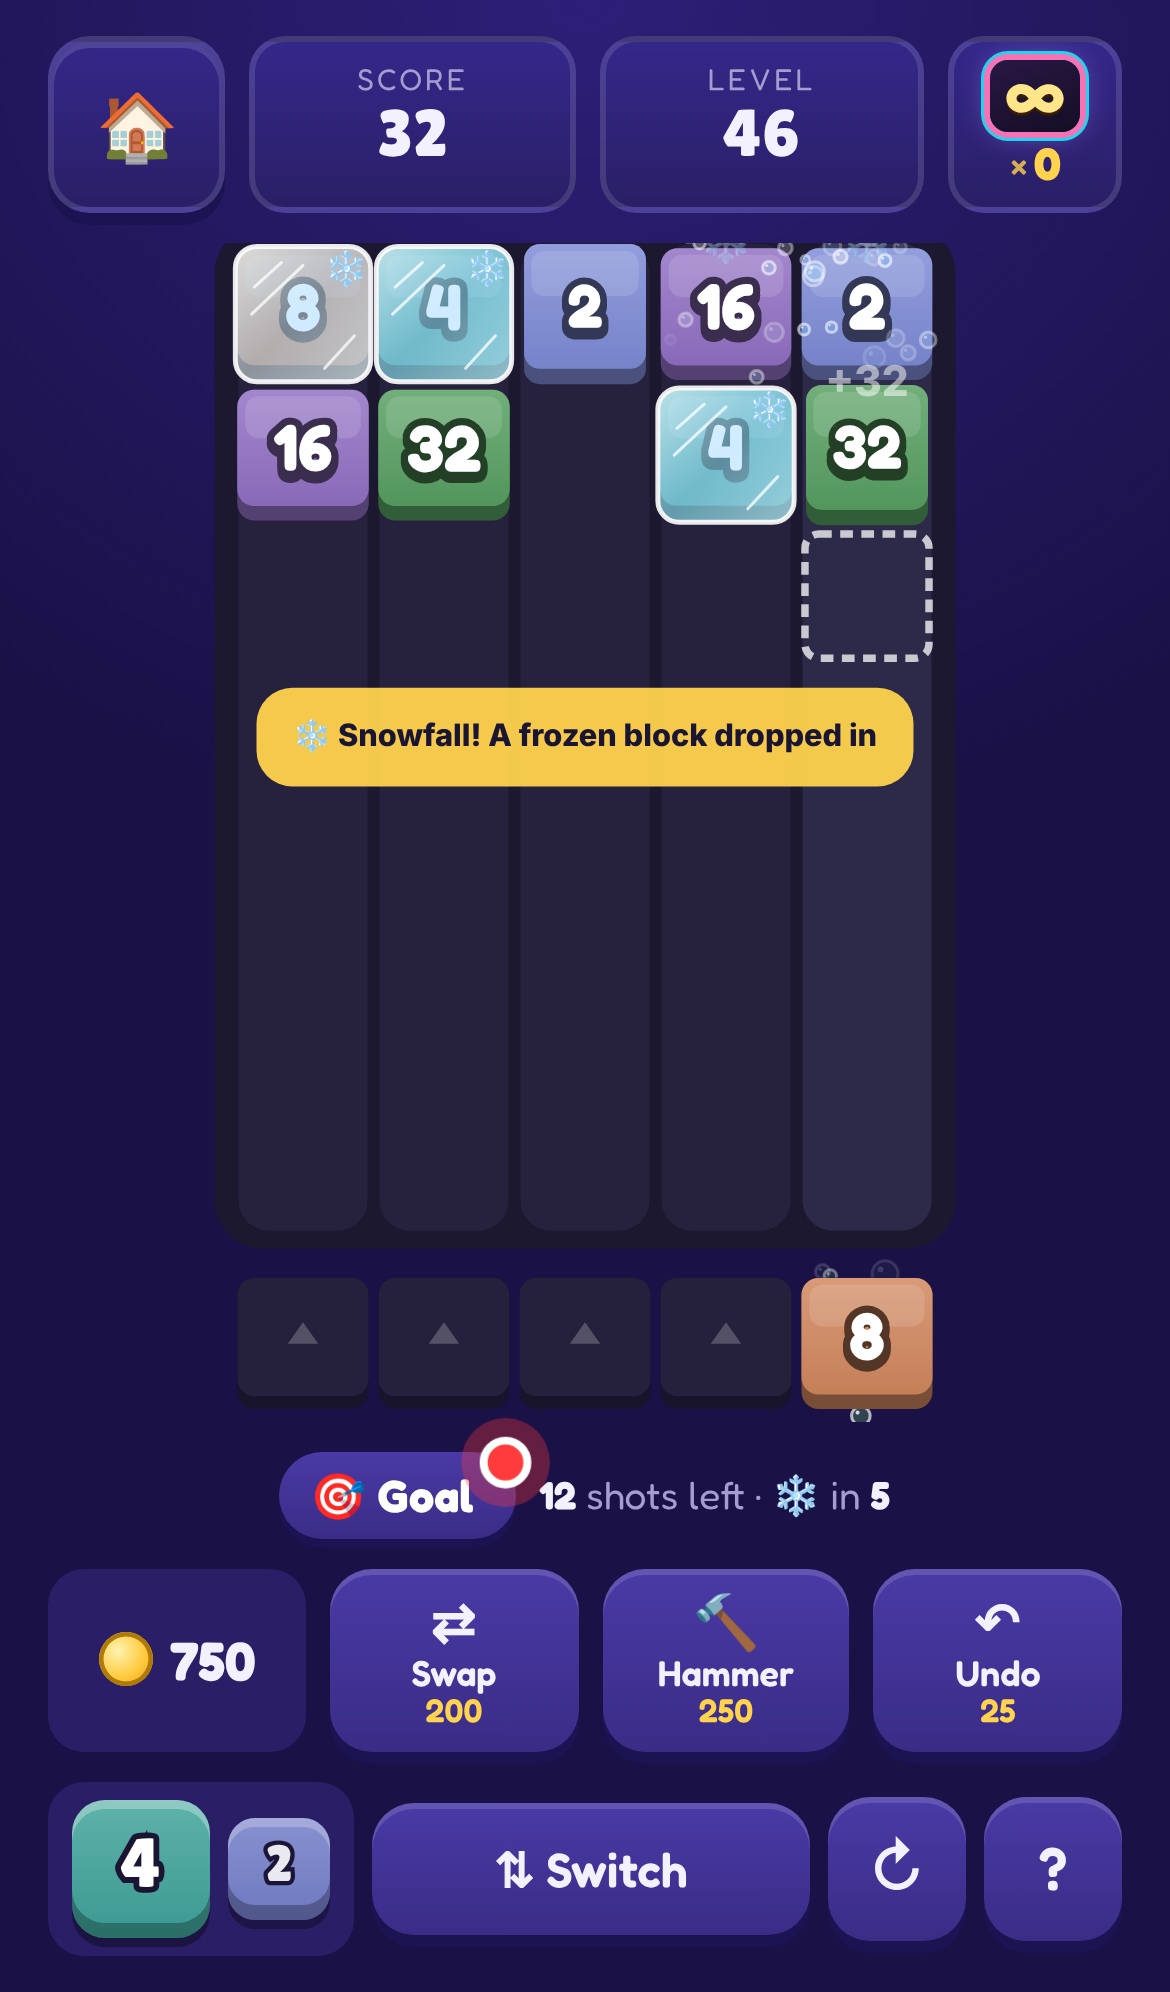 SCORE
32
LEVEL
46
∞
×0
8
4
2
16
2
+32
16
32
4
32
❄️ Snowfall! A frozen block dropped in
8
🎯 Goal
12 shots left · ❄️ in 5
750
⇄
Swap
200
🔨
Hammer
250
↶
Undo
25
4
2
⇅ Switch
↻
?